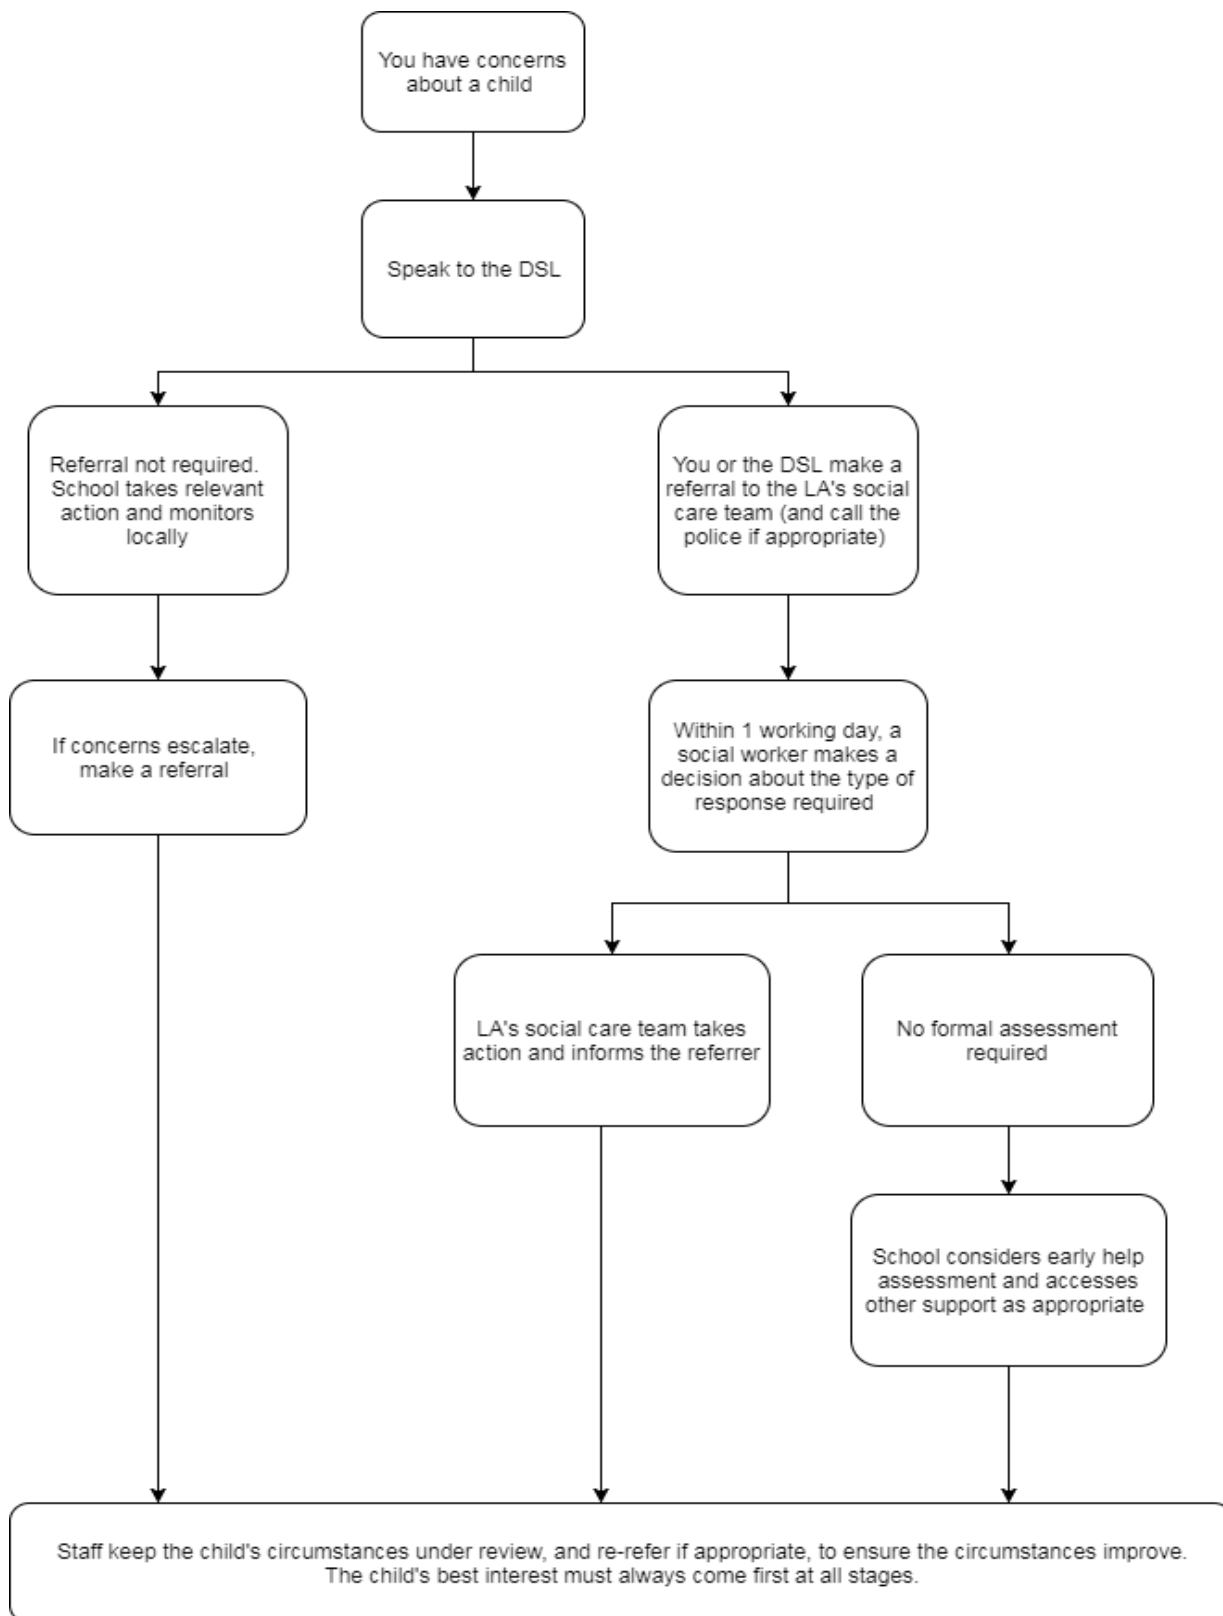 You have concerns
about a child
Speak to the DSL
Referral not required.
School takes relevant
action and monitors
locally
You or the DSL make a
referral to the LA's social
care team (and call the
police if appropriate)
If concerns escalate,
make a referral
Within 1 working day, a
social worker makes a
decision about the type of
response required
LA's social care team takes
action and informs the referrer
No formal assessment
required
School considers early help
assessment and accesses
other support as appropriate
Staff keep the child's circumstances under review, and re-refer if appropriate, to ensure the circumstances improve.
The child's best interest must always come first at all stages.